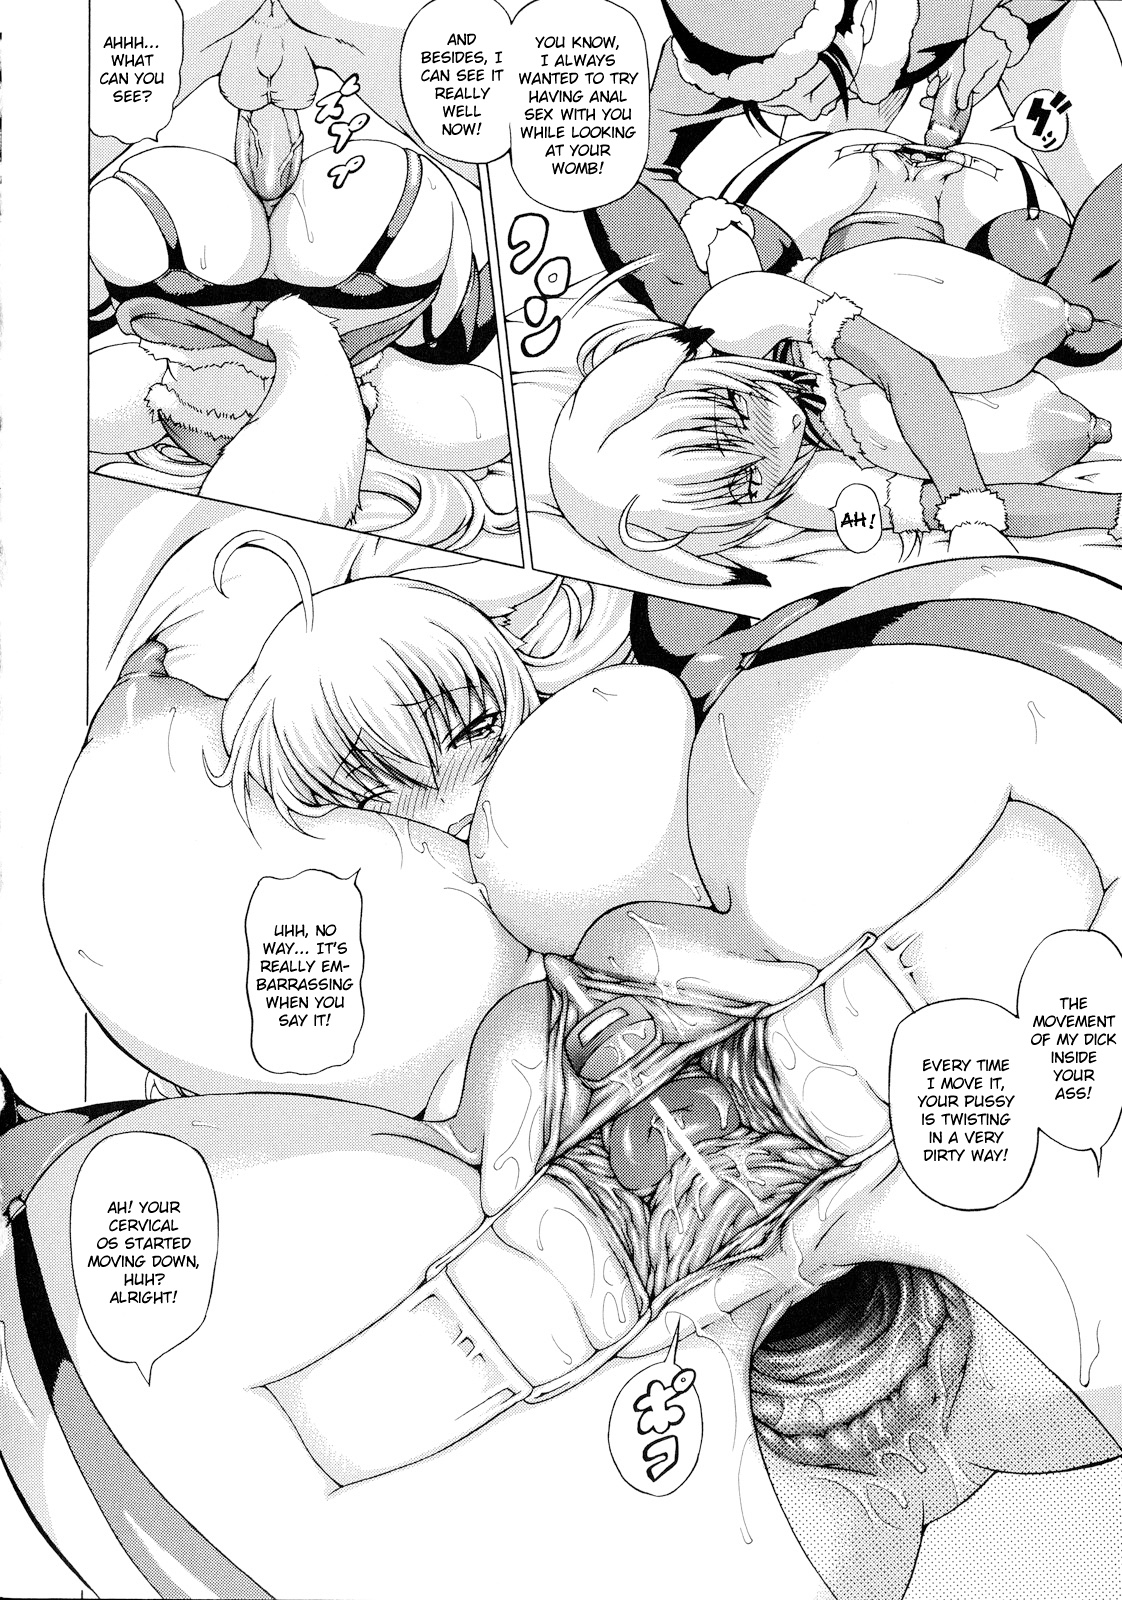 YOU KNOW,
I ALWAYS
WANTED TO TRY
HAVING ANAL
SEX WITH YOU
WHILE LOOKING
AT YOUR
WOMB!
AND
BESIDES, I
CAN SEE IT
REALLY
WELL
NOW!
AH!
AHHH...
WHAT
CAN YOU
SEE?
THE
MOVEMENT
OF MY DICK
INSIDE
YOUR
ASS!
EVERY TIME
I MOVE IT,
YOUR PUSSY
IS TWISTING
IN A VERY
DIRTY WAY!
UHH, NO
WAY... IT'S
REALLY EM-
BARRASSING
WHEN YOU
SAY IT!
AH! YOUR
CERVICAL
OS STARTED
MOVING DOWN,
HUH?
ALRIGHT!
ポコ